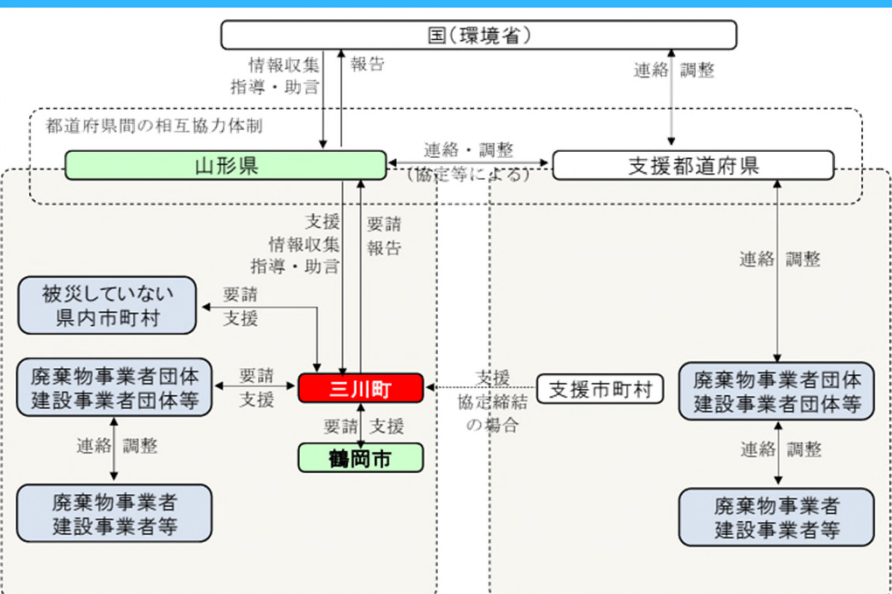 国（環境省）
情報収集
指導・助言
報告
連絡 調整
都道府県間の相互協力体制
山形県
連絡・調整
（協定等による）
支援都道府県
支援
情報収集
指導・助言
要請
報告
連絡 調整
被災していない
県内市町村
要請
支援
廃棄物事業者団体
建設事業者団体等
要請
支援
三川町
支援
協定締結
の場合
支援市町村
廃棄物事業者団体
建設事業者団体等
要請 支援
鶴岡市
連絡 調整
連絡 調整
廃棄物事業者
建設事業者等
廃棄物事業者
建設事業者等